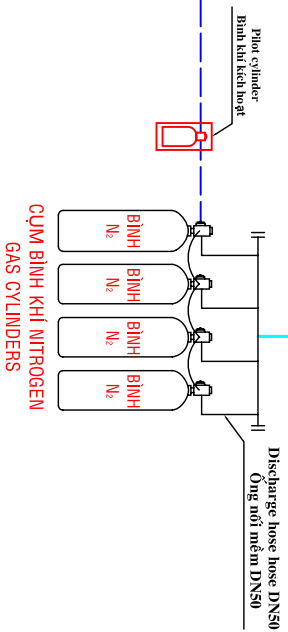 Pilot cylinder
Bình khí kích hoạt
BÌNH
N₂
BÌNH
N₂
BÌNH
N₂
BÌNH
N₂
CỤM BÌNH KHÍ NITROGEN
GAS CYLINDERS
Discharge hose hose DN50
Ống nối mềm DN50